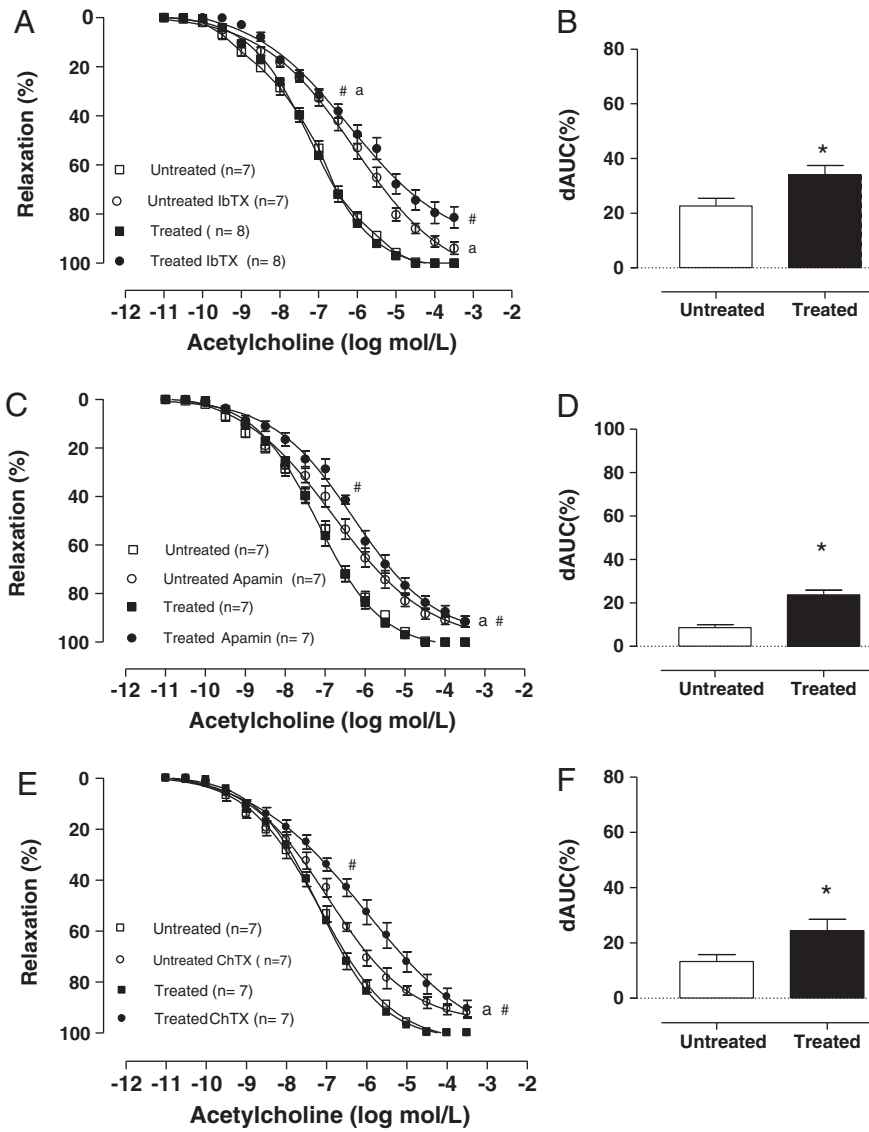 A
0
20
40
60
80
100
Relaxation (%)
# a
#
a
Untreated (n=7)
Untreated IbTX (n=7)
Treated ( n= 8)
Treated IbTX (n= 8)
-12 -11 -10 -9 -8 -7 -6 -5 -4 -3 -2
Acetylcholine (log mol/L)
B
80
60
40
20
0
dAUC(%)
*
Untreated Treated
C
0
20
40
60
80
100
Relaxation (%)
#
a #
Untreated (n=7)
Untreated Apamin (n=7)
Treated (n=7)
Treated Apamin (n= 7)
-12 -11 -10 -9 -8 -7 -6 -5 -4 -3 -2
Acetylcholine (log mol/L)
D
100
80
60
40
20
0
dAUC(%)
*
Untreated Treated
E
0
20
40
60
80
100
Relaxation (%)
#
a #
Untreated (n=7)
Untreated ChTX ( n=7)
Treated (n= 7)
TreatedChTX (n= 7)
-12 -11 -10 -9 -8 -7 -6 -5 -4 -3 -2
Acetylcholine (log mol/L)
F
80
60
40
20
0
dAUC(%)
*
Untreated Treated